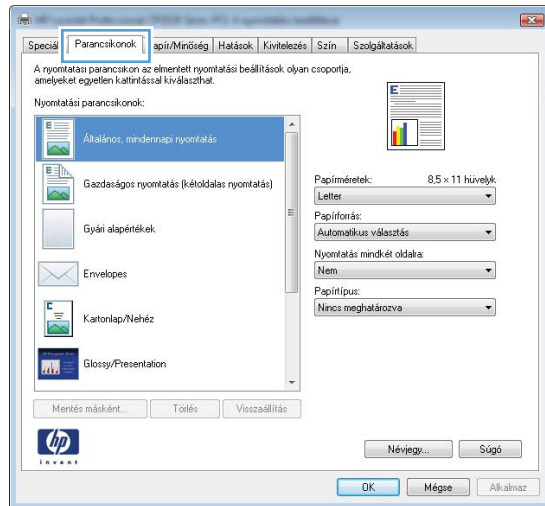 Speciál Parancsikonok apír/Minőség Hatások Kivitelezés Szín Szolgáltatások
A nyomtatási parancsikon az elmentett nyomtatási beállítások olyan csoportja,
amelyeket egyetlen kattintással kiválaszthat.
Nyomtatási parancsikonok:
Általános, mindennapi nyomtatás
Gazdaságos nyomtatás (kétoldalas nyomtatás)
Gyári alapértékek
Envelopes
Kartonlap/Nehéz
Glossy/Presentation
Mentés másként... Törlés Visszaállítás
Papírméretek: 8,5 × 11 hüvelyk
Letter
Papírforrás:
Automatikus választás
Nyomtatás mindkét oldalra:
Nem
Papírtípus:
Nincs meghatározva
hp
invent
Névjegy... Súgó
OK Mégse Alkalmaz